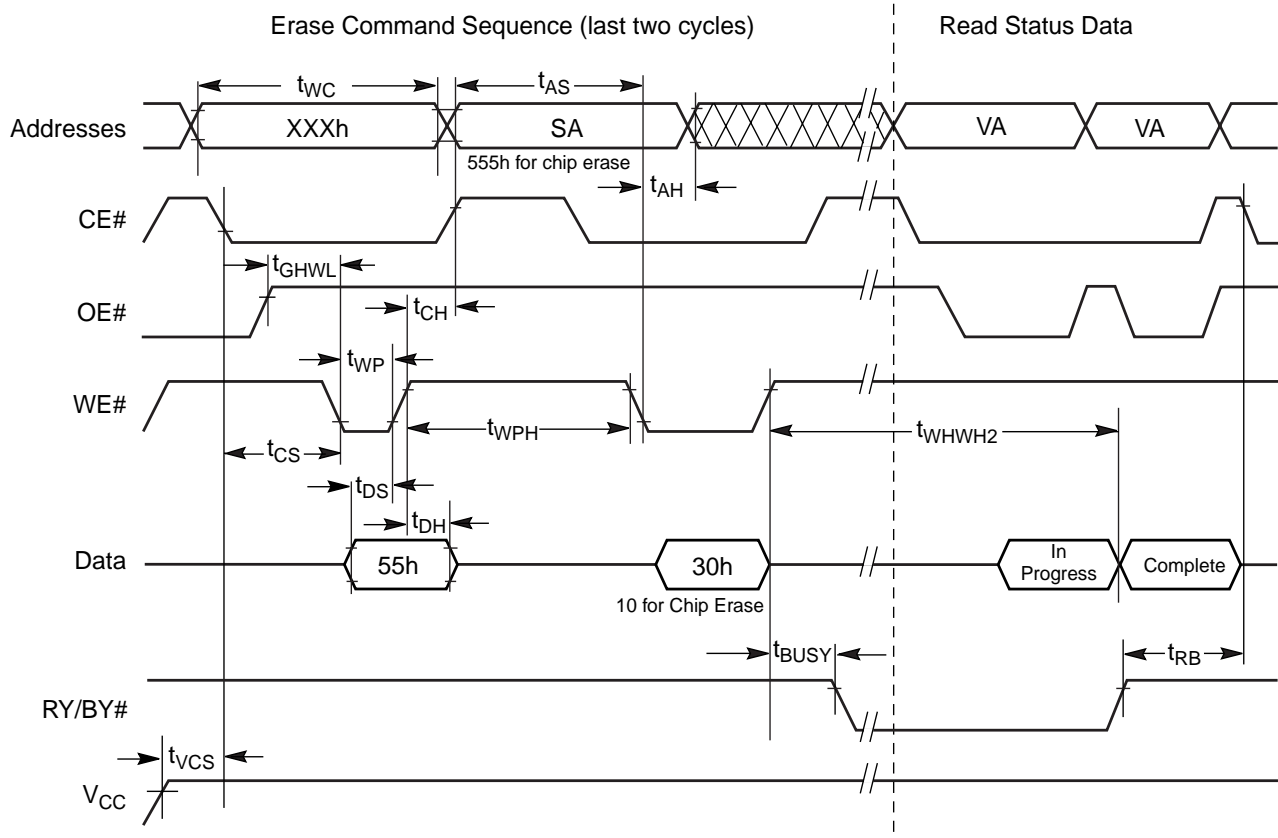 Erase Command Sequence (last two cycles)
Read Status Data
tWC
tAS
Addresses
XXXh
SA
VA
VA
555h for chip erase
tAH
CE#
tGHWL
tCH
OE#
tWP
WE#
tWPH
tWHWH2
tCS
tDS
tDH
Data
55h
30h
In Progress
Complete
10 for Chip Erase
tBUSY
tRB
RY/BY#
tVCS
VCC